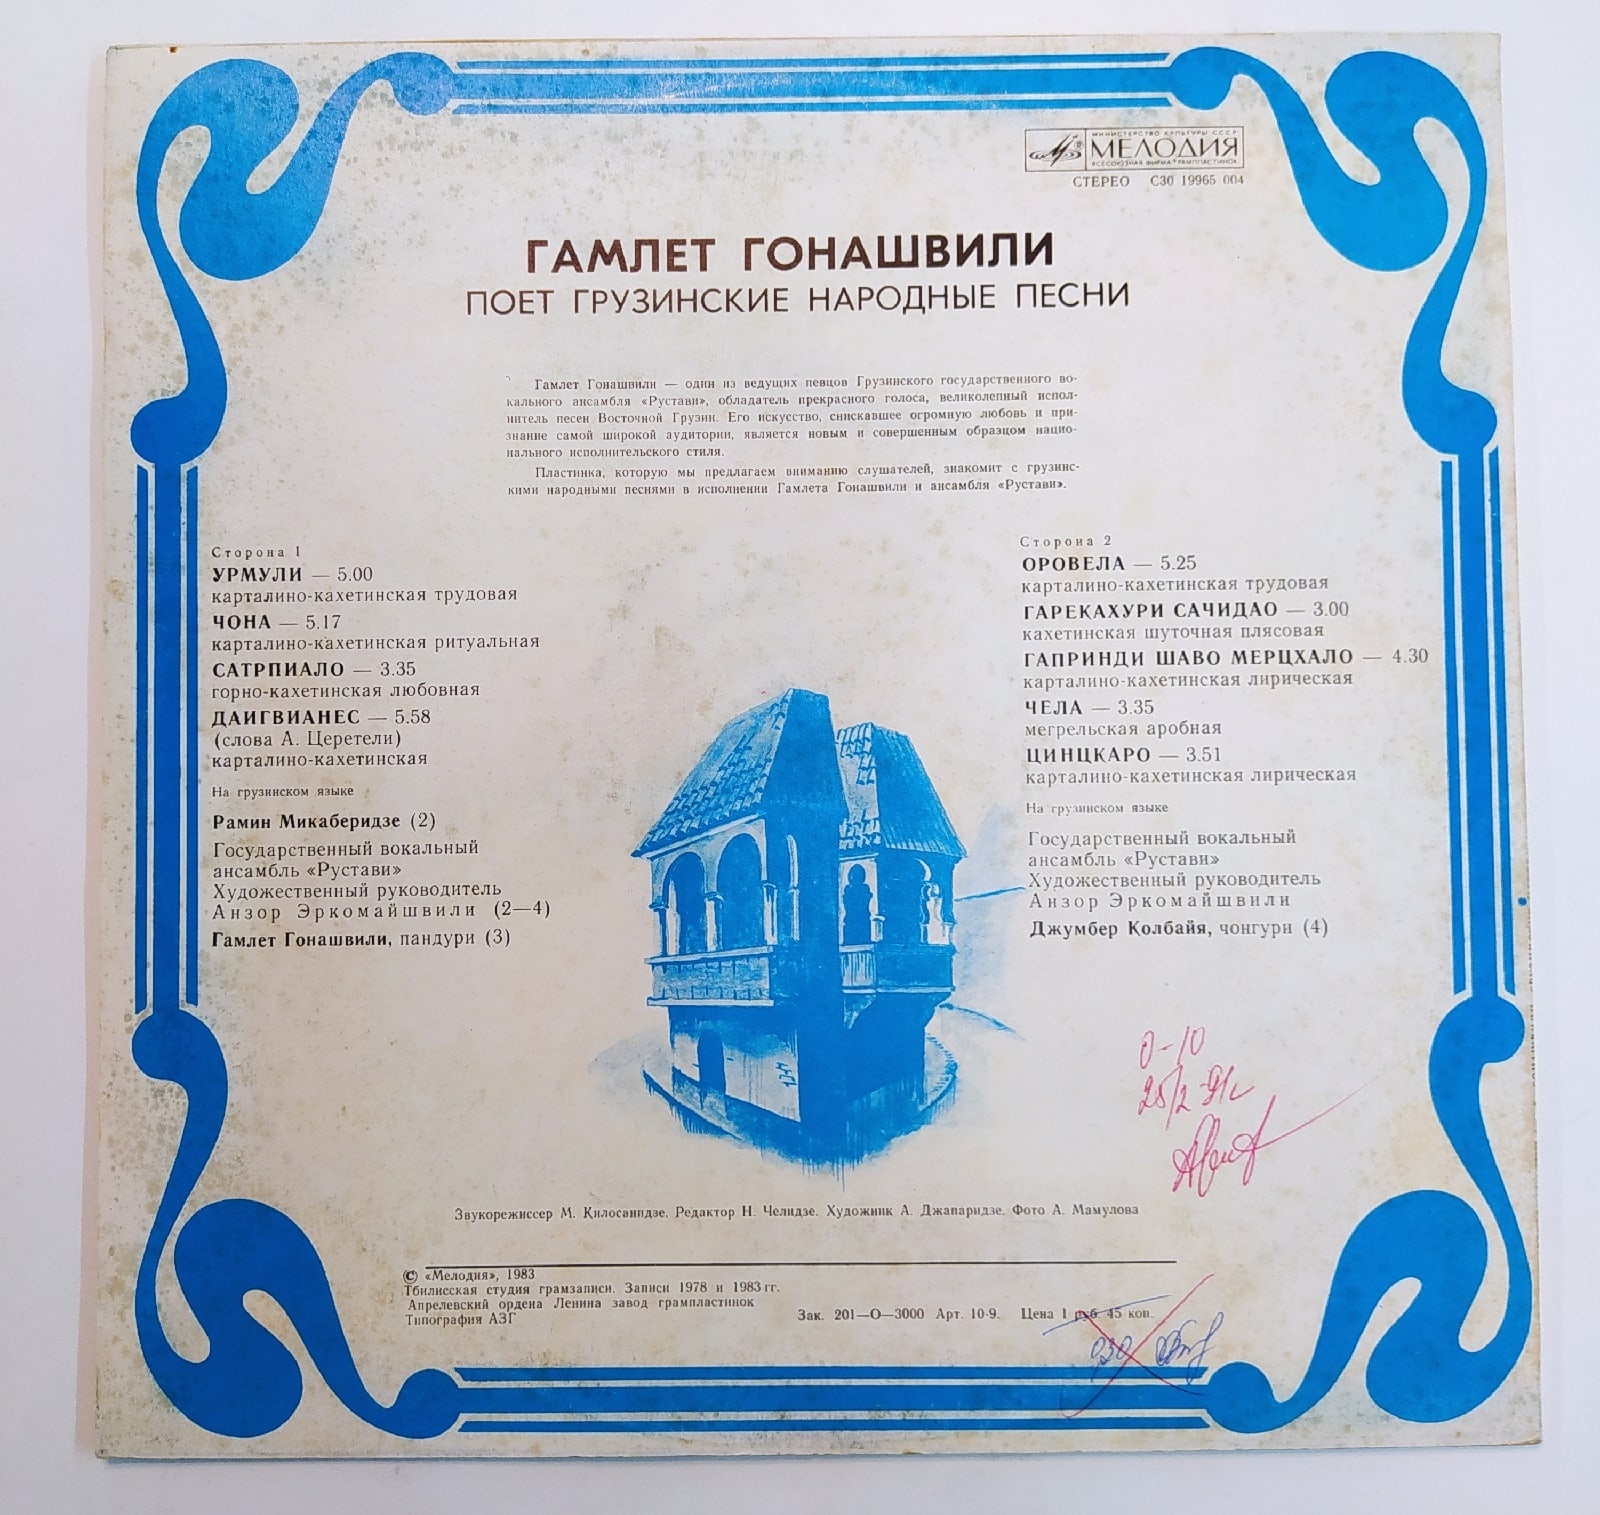 МИНИСТЕРСТВО КУЛЬТУРЫ СССР
МЕЛОДИЯ
ВСЕСОЮЗНАЯ ФИРМА ГРАМПЛАСТИНОК
СТЕРЕО С30 19965 004
ГАМЛЕТ ГОНАШВИЛИ
ПОЕТ ГРУЗИНСКИЕ НАРОДНЫЕ ПЕСНИ
Гамлет Гонашвили — один из ведущих певцов Грузинского государственного во-
кального ансамбля «Рустави», обладатель прекрасного голоса, великолепный испол-
нитель песен Восточной Грузии. Его искусство, снискавшее огромную любовь и при-
знание самой широкой аудитории, является новым и совершенным образцом нацио-
нального исполнительского стиля.
Пластинка, которую мы предлагаем вниманию слушателей, знакомит с грузинс-
кими народными песнями в исполнении Гамлета Гонашвили и ансамбля «Рустави».
Сторона 1
УРМУЛИ — 5.00
карталино-кахетинская трудовая
ЧОНА — 5.17
карталино-кахетинская ритуальная
САТРПИАЛО — 3.35
горно-кахетинская любовная
ДАИГВИАНЕС — 5.58
(слова А. Церетели)
карталино-кахетинская
На грузинском языке
Рамин Микаберидзе (2)
Государственный вокальный
ансамбль «Рустави»
Художественный руководитель
Анзор Эркомайшвили (2—4)
Гамлет Гонашвили, пандури (3)
Сторона 2
ОРОВЕЛА — 5.25
карталино-кахетинская трудовая
ГАРЕКАХУРИ САЧИДАО — 3.00
кахетинская шуточная плясовая
ГАПРИНДИ ШАВО МЕРЦХАЛО — 4.30
карталино-кахетинская лирическая
ЧЕЛА — 3.35
мегрельская аробная
ЦИНЦКАРО — 3.51
карталино-кахетинская лирическая
На грузинском языке
Государственный вокальный
ансамбль «Рустави»
Художественный руководитель
Анзор Эркомайшвили
Джумбер Колбайя, чонгури (4)
0-10
Звукорежиссер М. Килосанидзе. Редактор Н. Челидзе. Художник А. Джапаридзе. Фото А. Мамулова
© «Мелодия», 1983
Тбилисская студия грамзаписи. Записи 1978 и 1983 гг.
Апрелевский ордена Ленина завод грампластинок
Типография АЗГ
Зак. 201—О—3000 Арт. 10-9. Цена 1 руб. 45 коп.